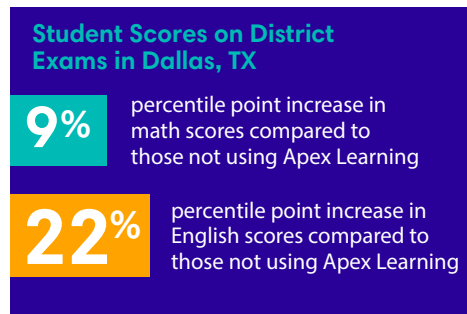 Student Scores on District
Exams in Dallas, TX
9%
percentile point increase in
math scores compared to
those not using Apex Learning
22%
percentile point increase in
English scores compared to
those not using Apex Learning